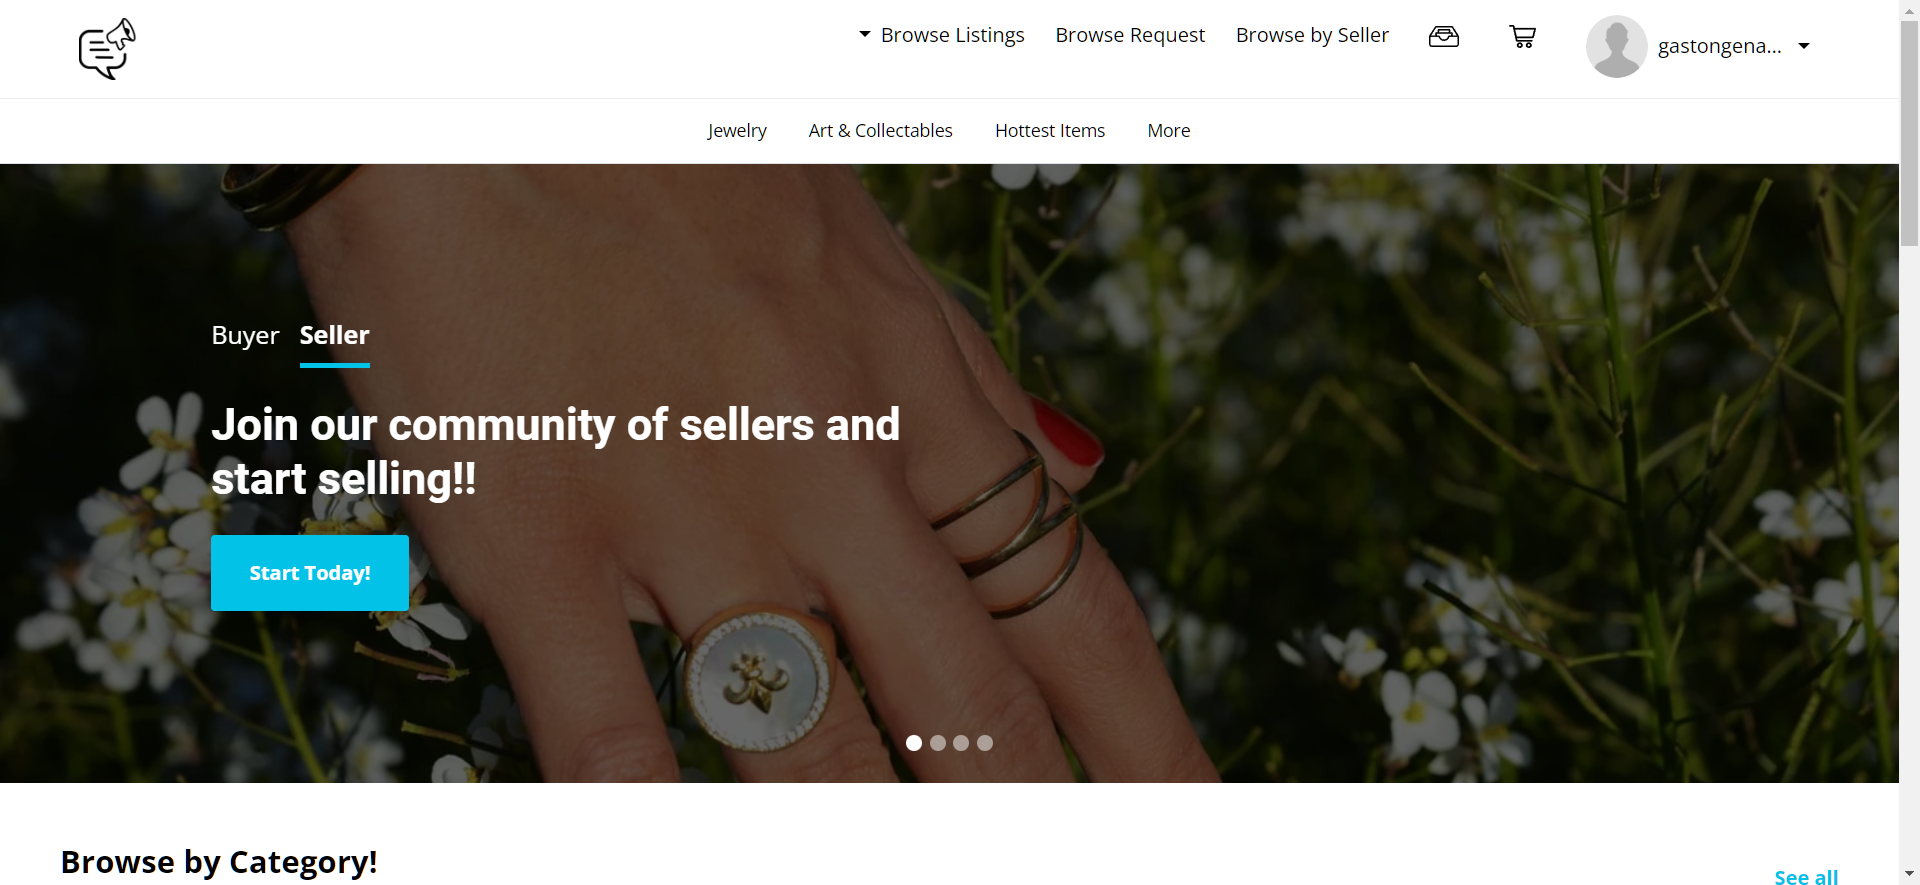 Browse Listings Browse Request Browse by Seller gastongena...
Jewelry Art & Collectables Hottest Items More
Buyer Seller
Join our community of sellers and
start selling!!
Start Today!
Browse by Category!
See all